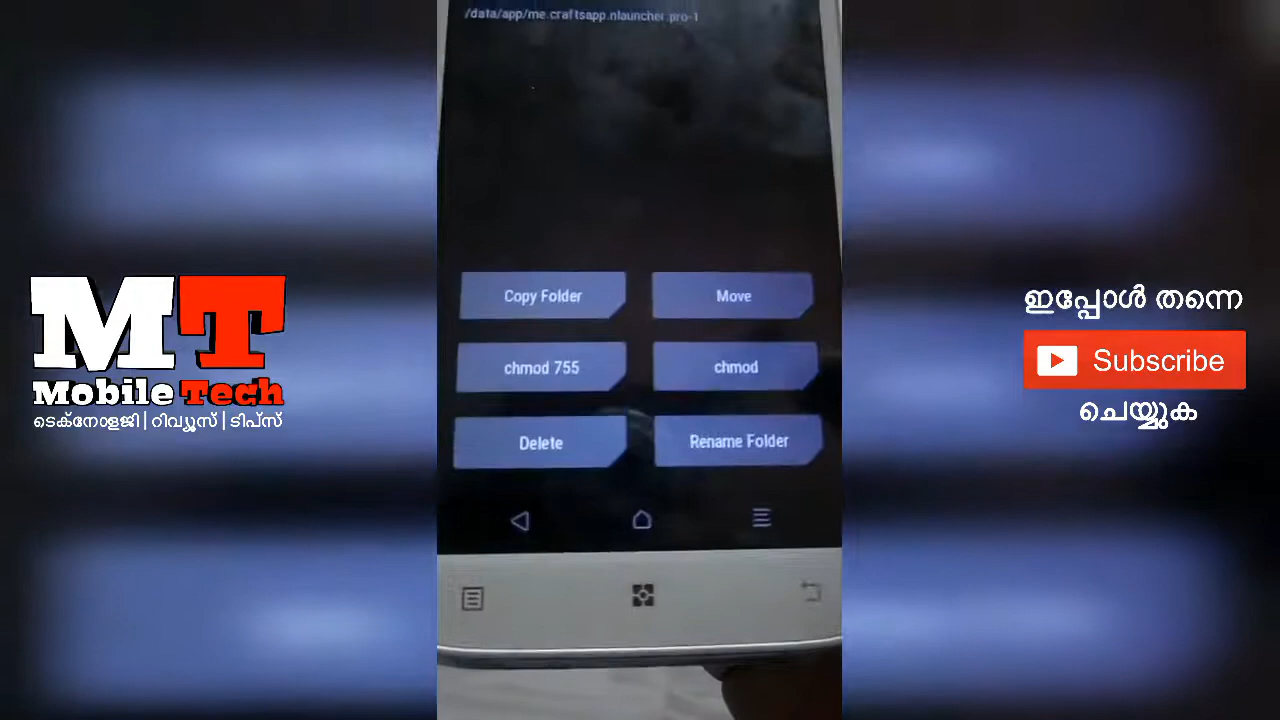 /data/app/me.craftsapp.nlauncher.pro-1
Copy Folder
Move
chmod 755
chmod
Delete
Rename Folder
MT
Mobile Tech
ടെക്നോളജി | റിവ്യൂസ് | ടിപ്സ്
ഇപ്പോൾ തന്നെ
Subscribe
ചെയ്യുക